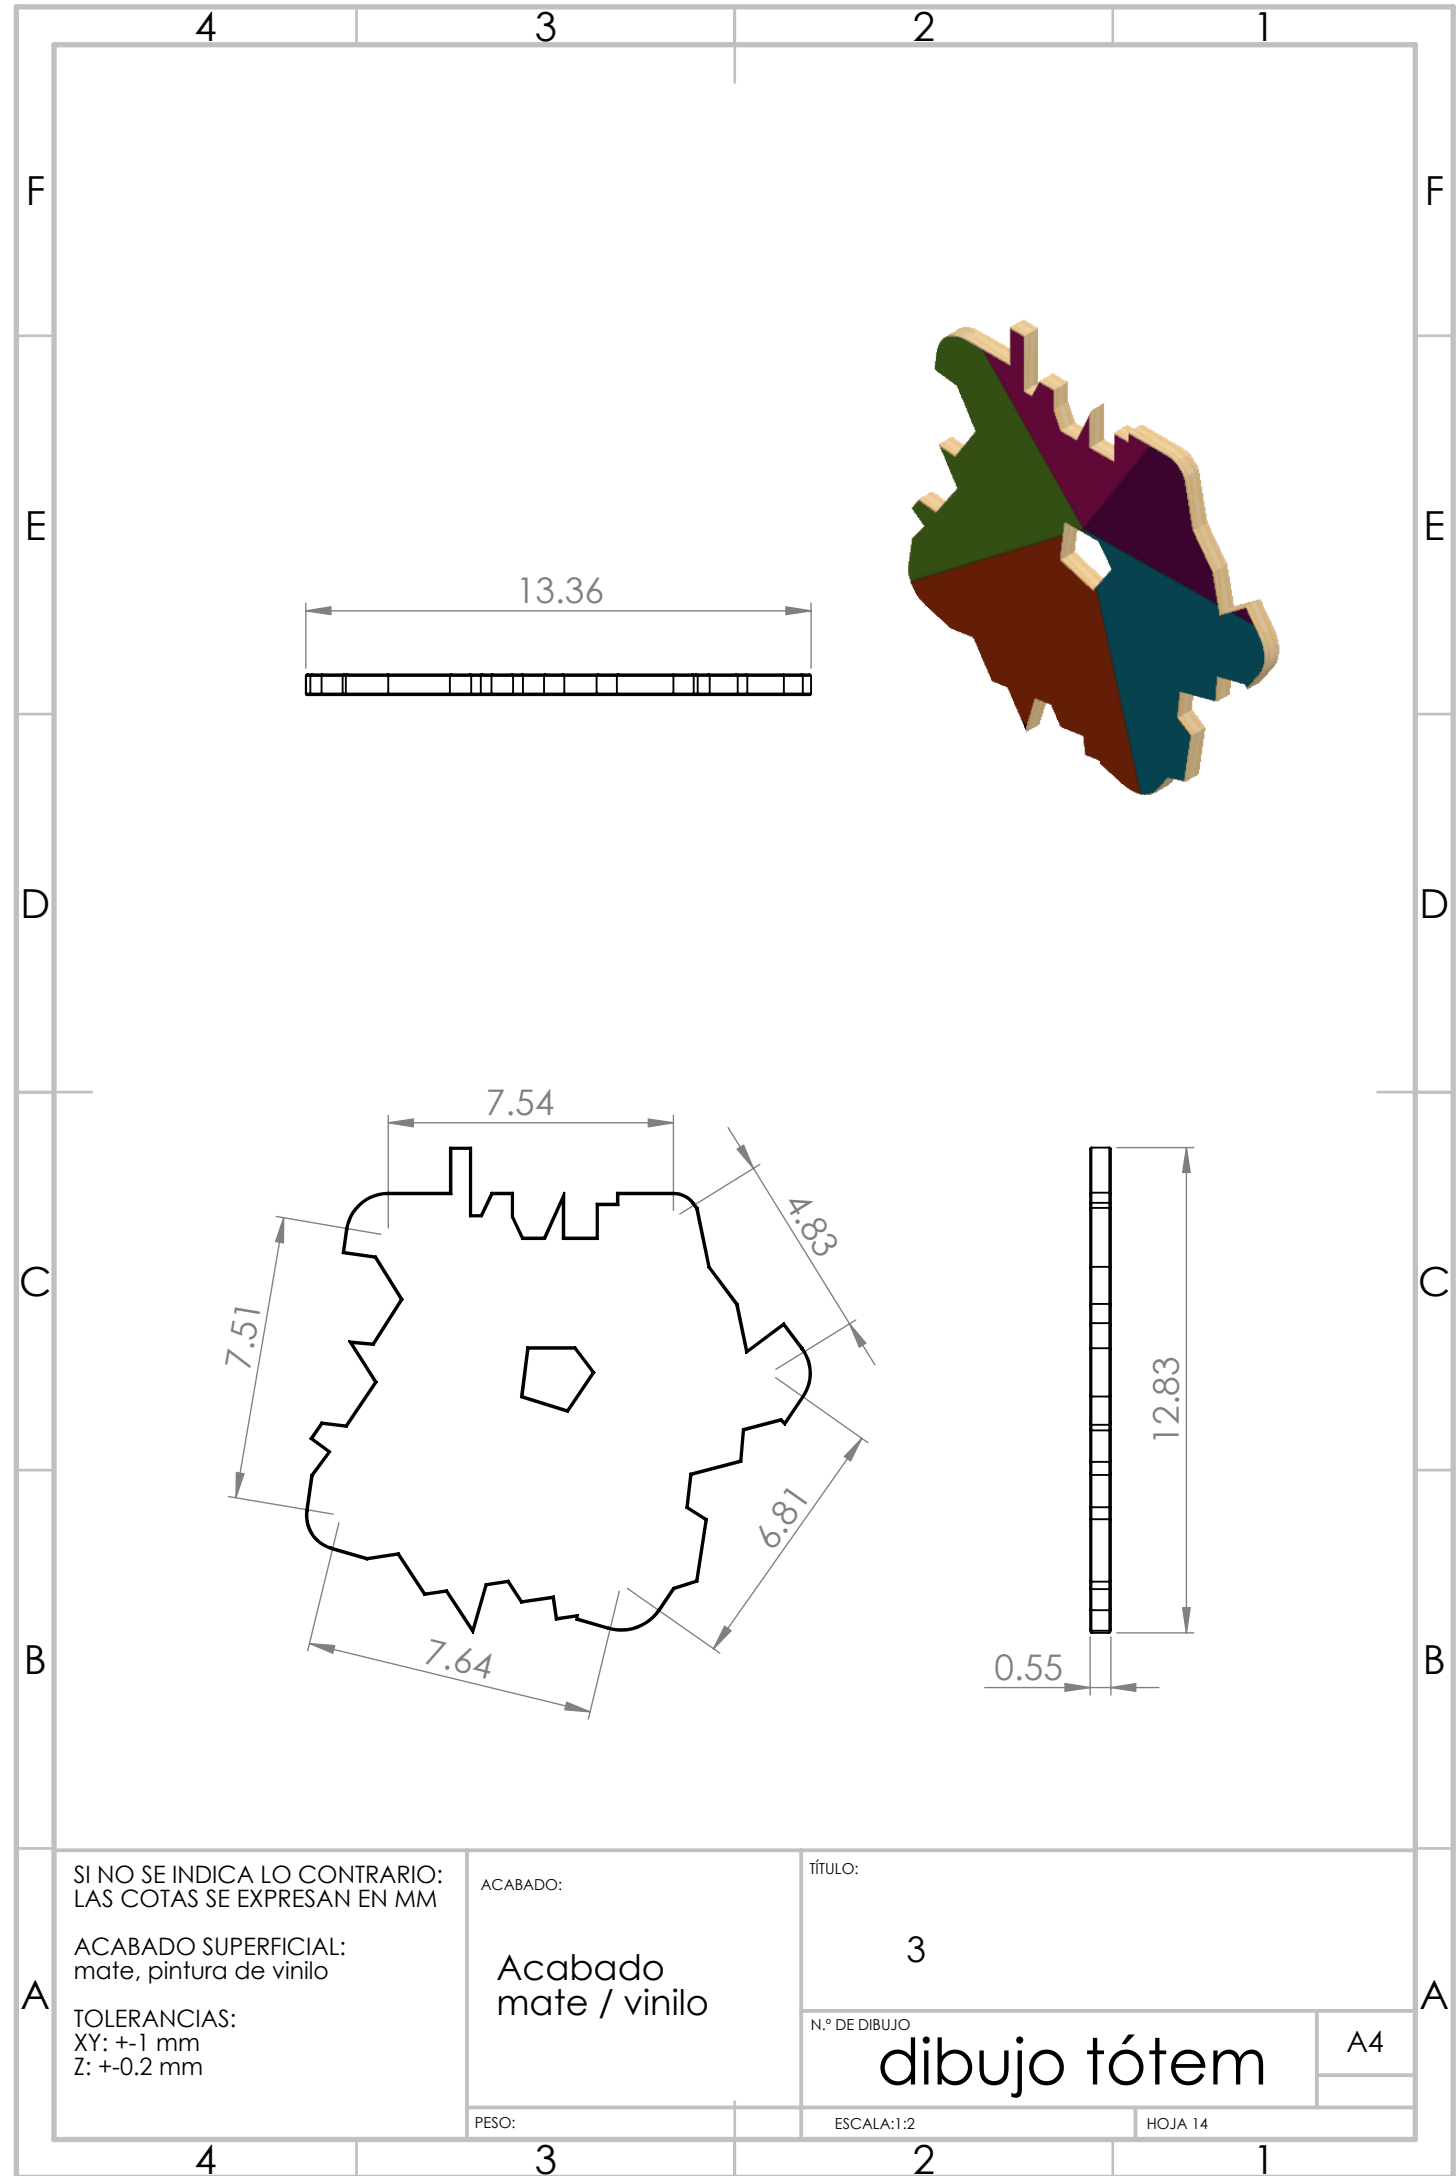 4 3 2 1
F F
E E
D D
C C
B B
A A
13.36
7.54
4.83
7.51
12.83
6.81
7.64
0.55
SI NO SE INDICA LO CONTRARIO:
LAS COTAS SE EXPRESAN EN MM
ACABADO SUPERFICIAL:
mate, pintura de vinilo
TOLERANCIAS:
XY: +-1 mm
Z: +-0.2 mm
ACABADO:
Acabado
mate / vinilo
PESO:
TÍTULO:
3
N.º DE DIBUJO
dibujo tótem
A4
ESCALA:1:2
HOJA 14
4 3 2 1